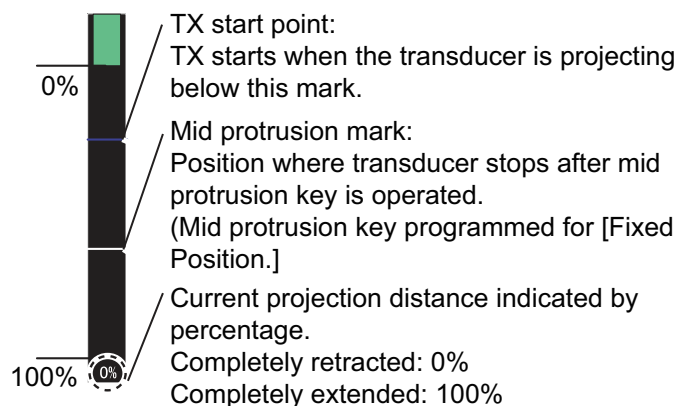 TX start point:
TX starts when the transducer is projecting
below this mark.
0%
Mid protrusion mark:
Position where transducer stops after mid
protrusion key is operated.
(Mid protrusion key programmed for [Fixed
Position.]
Current projection distance indicated by
percentage.
Completely retracted: 0%
100%
0%
Completely extended: 100%